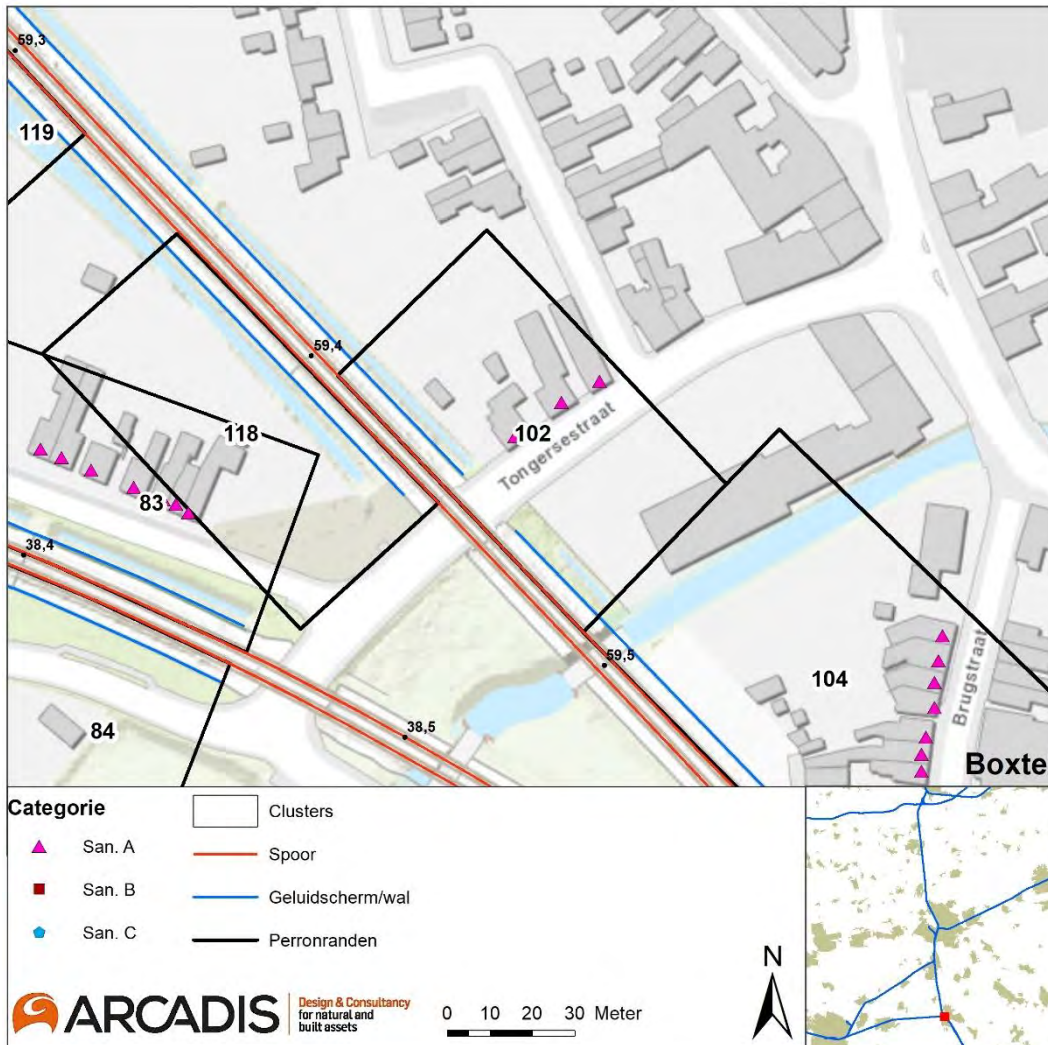 59,3
119
59,4
118
102
Tongersestraat
83
38,4
59,5
104
Brugstraat
84
38,5
Boxte
Categorie
San. A
San. B
San. C
Clusters
Spoor
Geluidscherm/wal
Perronranden
ARCADIS
Design & Consultancy
for natural and
built assets
0 10 20 30 Meter
N